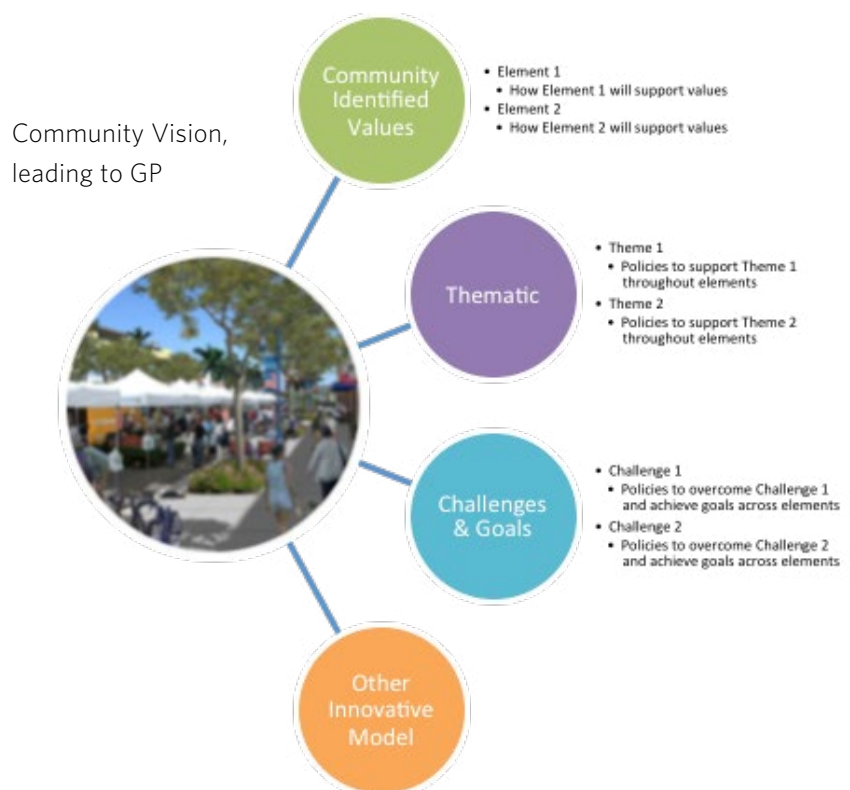 Community Vision,
leading to GP
Community
Identified
Values
• Element 1
• How Element 1 will support values
• Element 2
• How Element 2 will support values
Thematic
• Theme 1
• Policies to support Theme 1
throughout elements
• Theme 2
• Policies to support Theme 2
throughout elements
Challenges
& Goals
• Challenge 1
• Policies to overcome Challenge 1
and achieve goals across elements
• Challenge 2
• Policies to overcome Challenge 2
and achieve goals across elements
Other
Innovative
Model